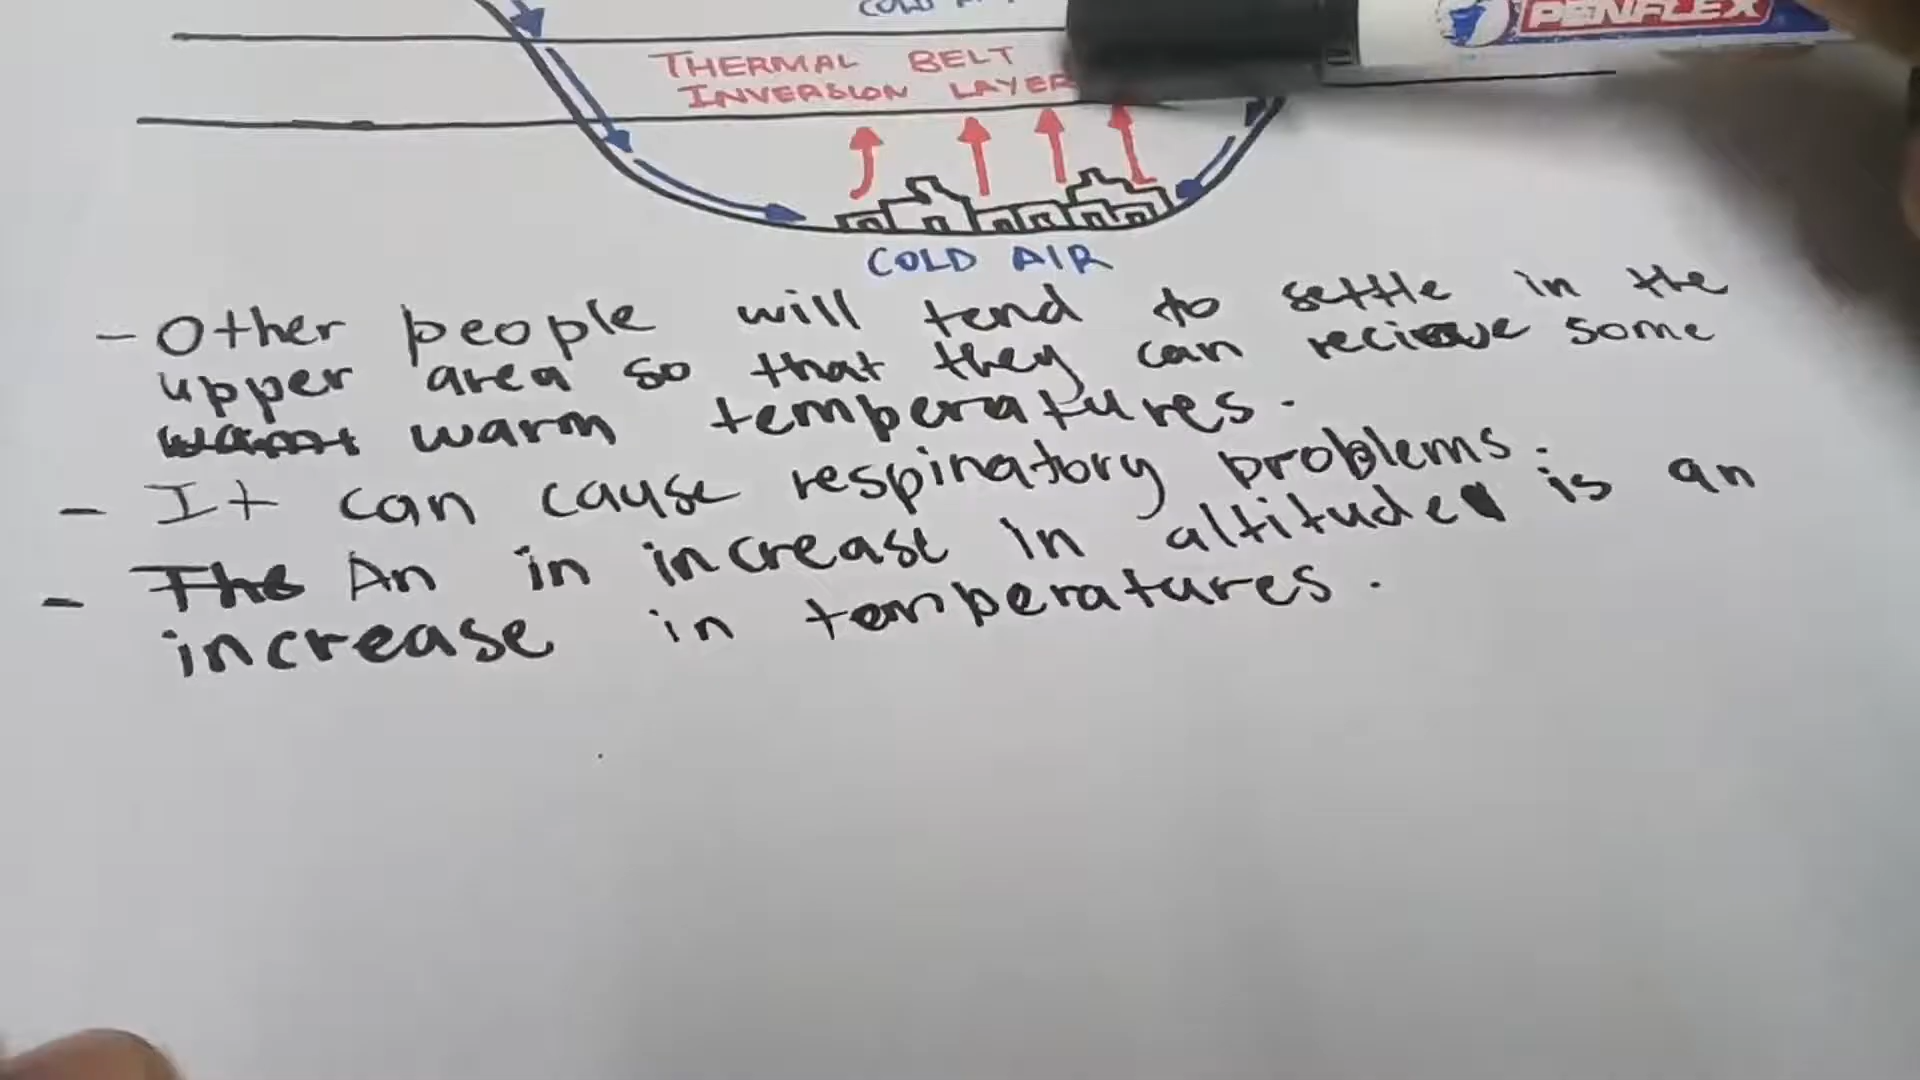 PENFLEX
THERMAL BELT
INVERSION LAYER
COLD AIR
- Other people will tend to settle in the
upper area so that they can recieve some
warm temperatures.
- It can cause respiratory problems.
- The An in increase in altitude is an
increase in temperatures.